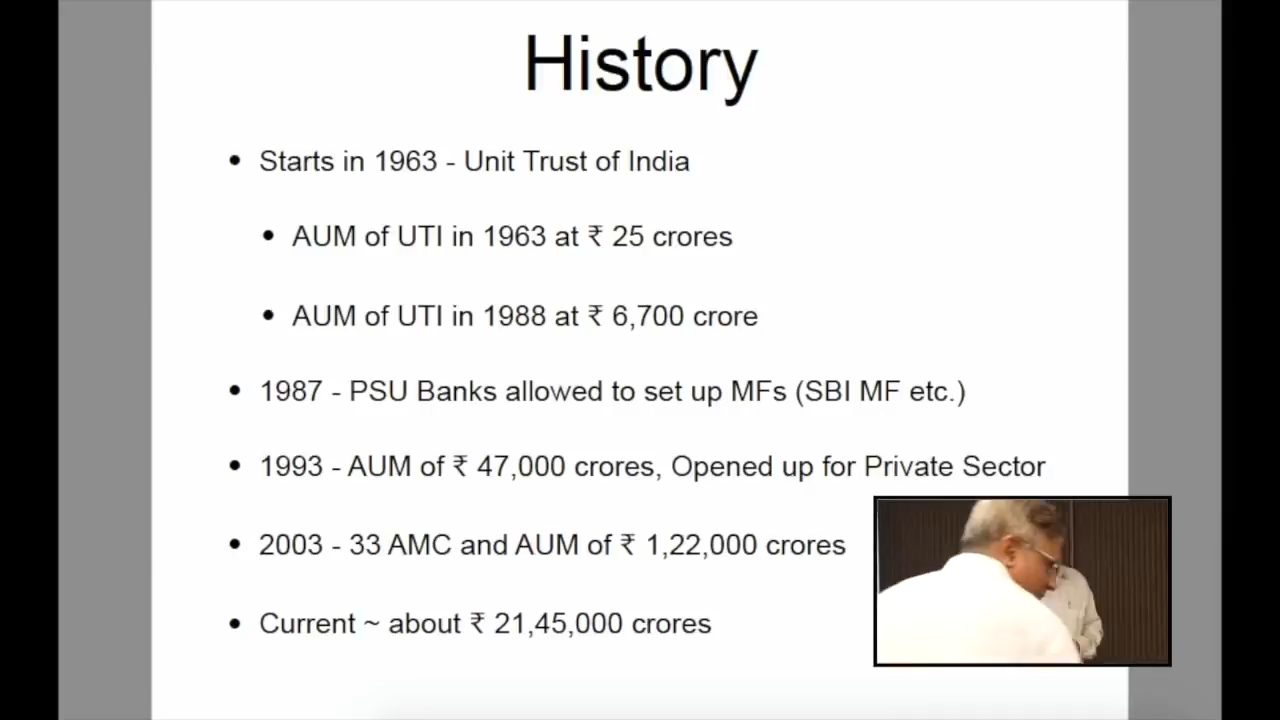 History
• Starts in 1963 - Unit Trust of India
• AUM of UTI in 1963 at ₹ 25 crores
• AUM of UTI in 1988 at ₹ 6,700 crore
• 1987 - PSU Banks allowed to set up MFs (SBI MF etc.)
• 1993 - AUM of ₹ 47,000 crores, Opened up for Private Sector
• 2003 - 33 AMC and AUM of ₹ 1,22,000 crores
• Current ~ about ₹ 21,45,000 crores